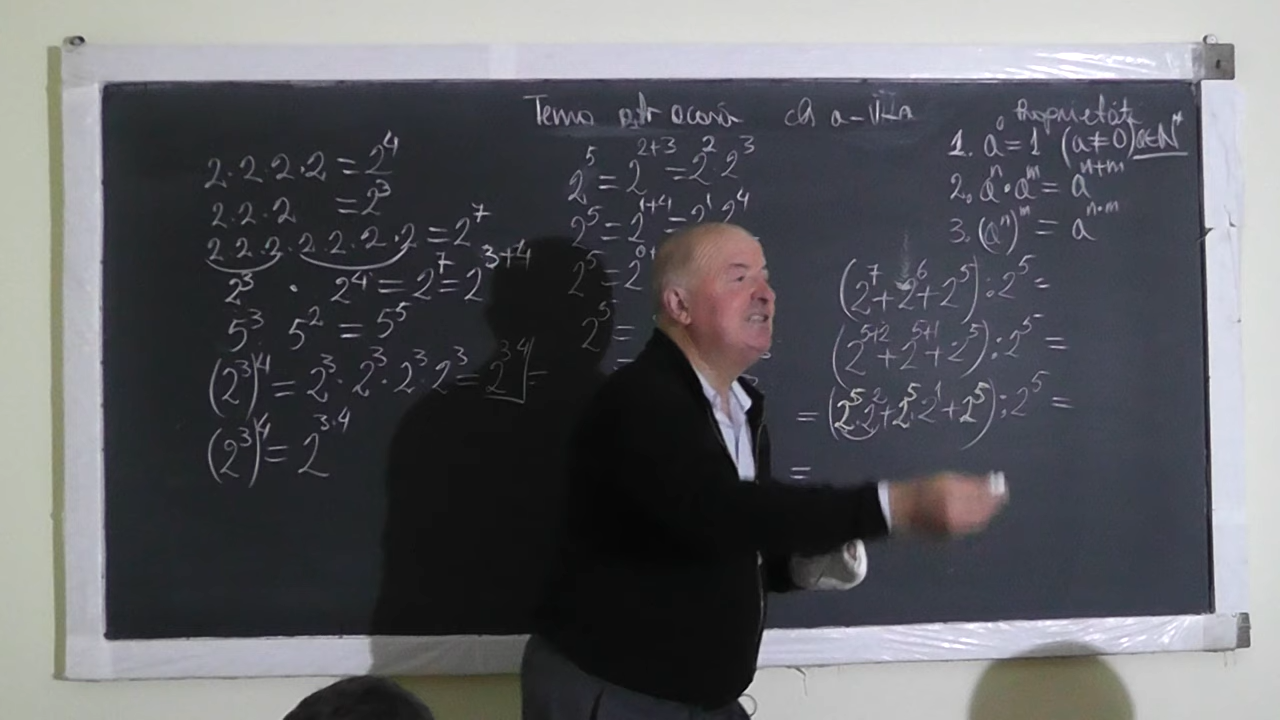 Tema acasă a-VII-a
2·2·2·2 = 2⁴
2·2·2 = 2³
2·2·2·2·2·2·2 = 2⁷
2³ · 2⁴ = 2⁷ = 2³⁺⁴
5³ 5² = 5⁵
(2³)⁴ = 2³·2³·2³·2³ = 2³·⁴ =
(2³)⁴ = 2³·⁴
2⁵ = 2²⁺³ = 2²·2³
2⁵ = 2¹⁺⁴ = 2¹·2⁴
2⁵ = 2⁰⁺
2⁵ =
=
Proprietăți
1. a⁰ = 1 (a ≠ 0) a∈N*
2. aⁿ·aᵐ = aⁿ⁺ᵐ
3. (aⁿ)ᵐ = aⁿ·ᵐ
(2⁷ + 2⁶ + 2⁵) : 2⁵ =
(2⁵⁺² + 2⁵⁺¹ + 2⁵) : 2⁵ =
= (2⁵·2² + 2⁵·2¹ + 2⁵) : 2⁵ =
=